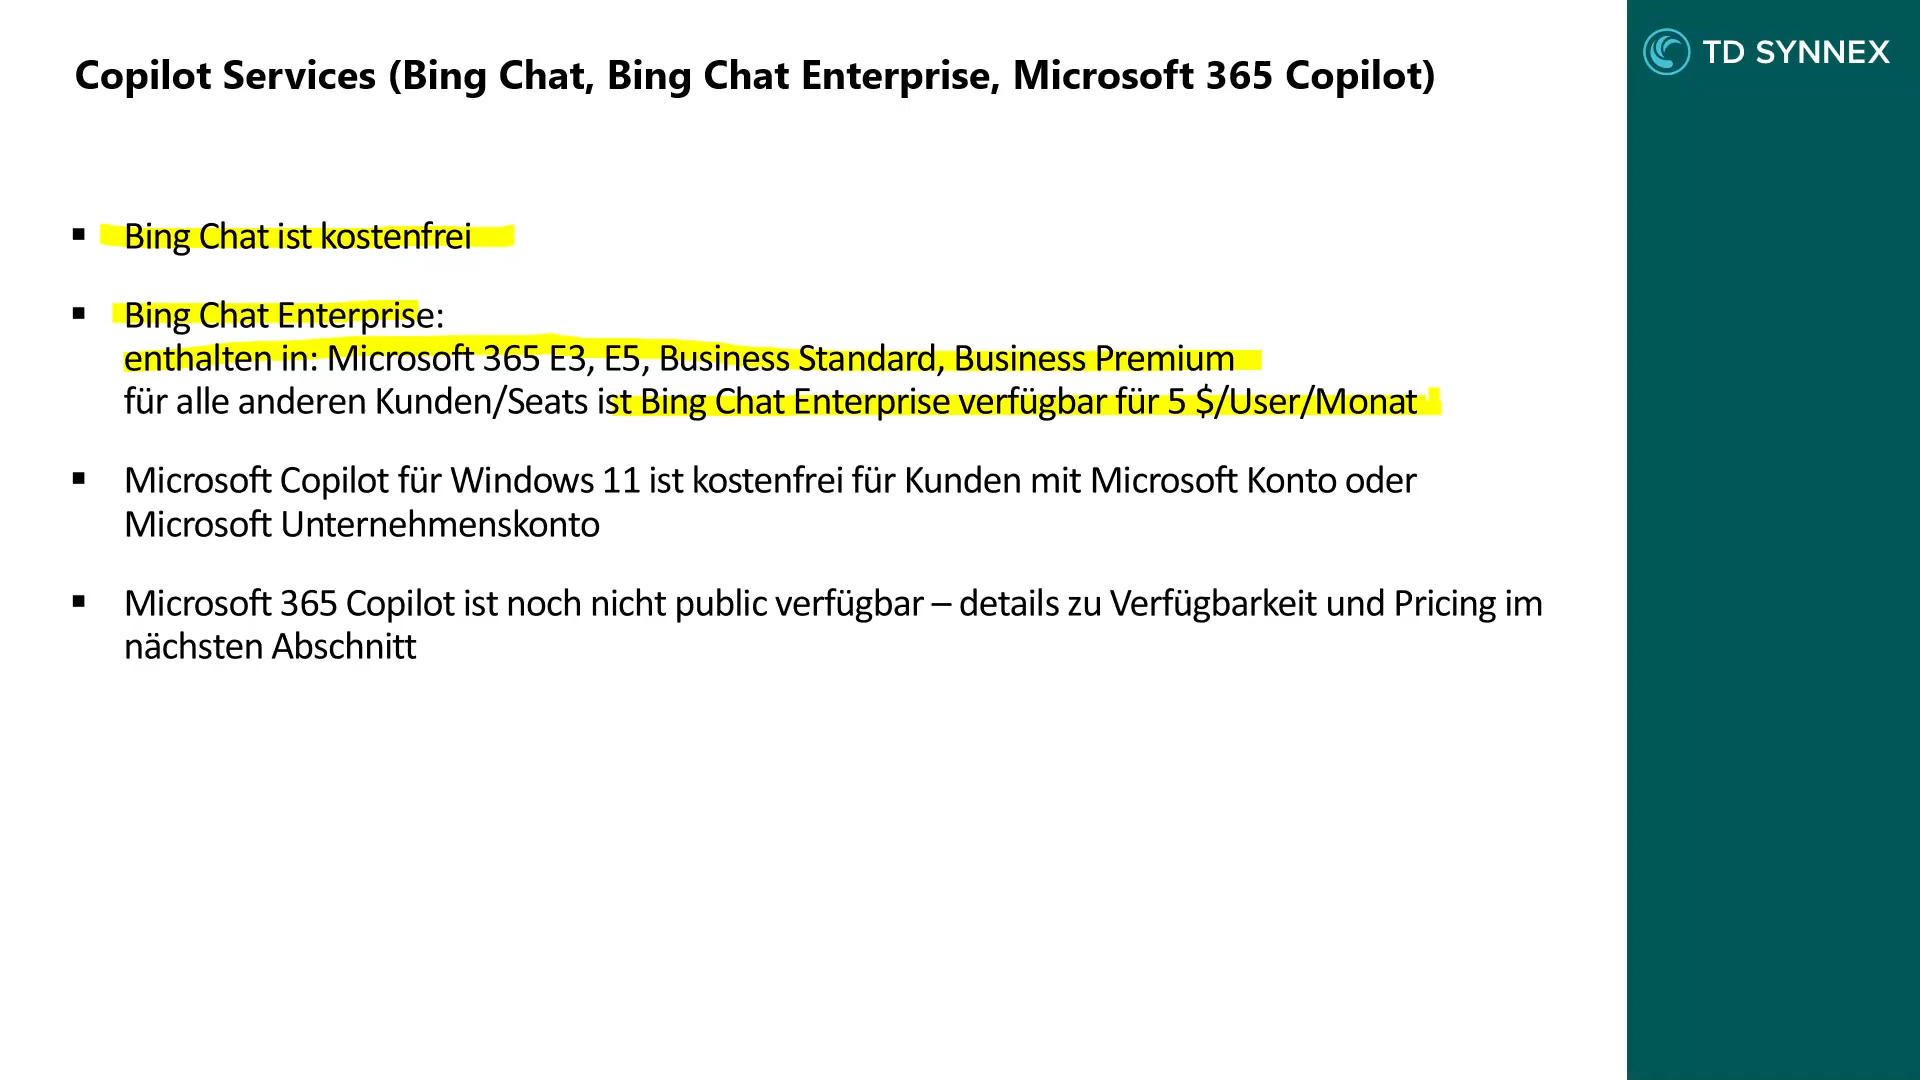 Copilot Services (Bing Chat, Bing Chat Enterprise, Microsoft 365 Copilot)
TD SYNNEX
▪ Bing Chat ist kostenfrei
▪ Bing Chat Enterprise:
enthalten in: Microsoft 365 E3, E5, Business Standard, Business Premium
für alle anderen Kunden/Seats ist Bing Chat Enterprise verfügbar für 5 $/User/Monat
▪ Microsoft Copilot für Windows 11 ist kostenfrei für Kunden mit Microsoft Konto oder
Microsoft Unternehmenskonto
▪ Microsoft 365 Copilot ist noch nicht public verfügbar – details zu Verfügbarkeit und Pricing im
nächsten Abschnitt